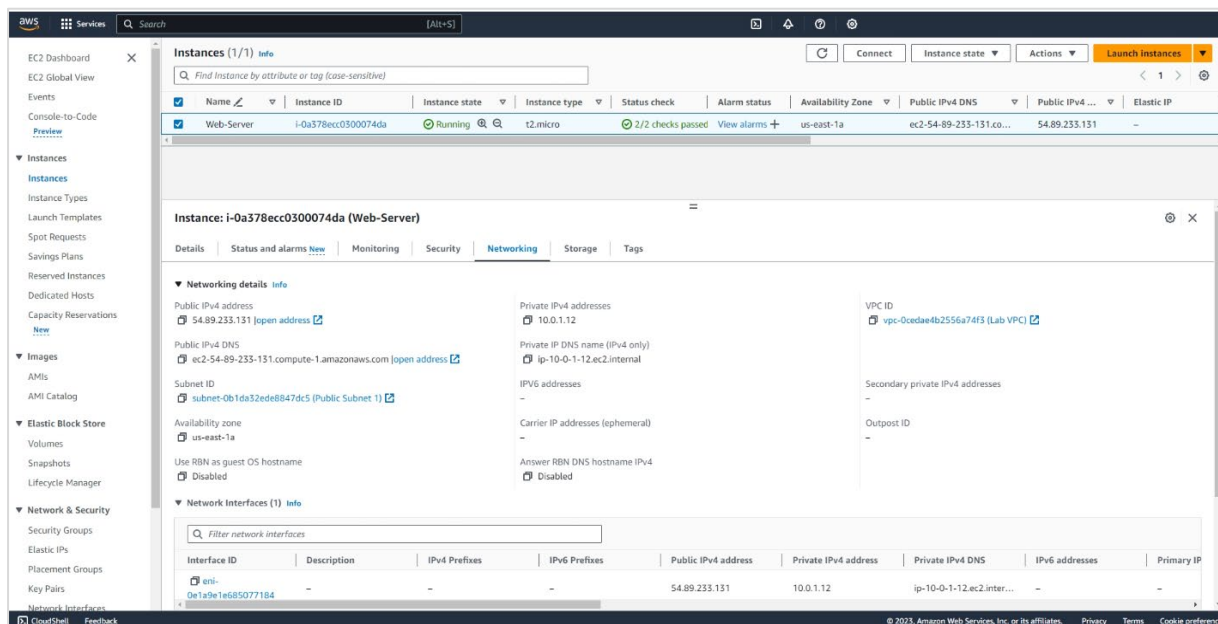 aws Services Search [Alt+S]
EC2 Dashboard
EC2 Global View
Events
Console-to-Code
Preview
Instances
Instances
Instance Types
Launch Templates
Spot Requests
Savings Plans
Reserved Instances
Dedicated Hosts
Capacity Reservations
New
Images
AMIs
AMI Catalog
Elastic Block Store
Volumes
Snapshots
Lifecycle Manager
Network & Security
Security Groups
Elastic IPs
Placement Groups
Key Pairs
Network Interfaces
Instances (1/1) Info Connect Instance state Actions Launch instances
Find Instance by attribute or tag (case-sensitive) 1
Name Instance ID Instance state Instance type Status check Alarm status Availability Zone Public IPv4 DNS Public IPv4 ... Elastic IP
Web-Server i-0a378ecc0300074da Running t2.micro 2/2 checks passed View alarms + us-east-1a ec2-54-89-233-131.co... 54.89.233.131 –
Instance: i-0a378ecc0300074da (Web-Server)
Details Status and alarms New Monitoring Security Networking Storage Tags
Networking details Info
Public IPv4 address Private IPv4 addresses VPC ID
54.89.233.131 |open address 10.0.1.12 vpc-0cedae4b2556a74f3 (Lab VPC)
Public IPv4 DNS Private IP DNS name (IPv4 only)
ec2-54-89-233-131.compute-1.amazonaws.com |open address ip-10-0-1-12.ec2.internal
Subnet ID IPV6 addresses Secondary private IPv4 addresses
subnet-0b1da32ede8847dc5 (Public Subnet 1) – –
Availability zone Carrier IP addresses (ephemeral) Outpost ID
us-east-1a – –
Use RBN as guest OS hostname Answer RBN DNS hostname IPv4
Disabled Disabled
Network Interfaces (1) Info
Filter network interfaces
Interface ID Description IPv4 Prefixes IPv6 Prefixes Public IPv4 address Private IPv4 address Private IPv4 DNS IPv6 addresses Primary IP
eni-
0e1a9e1e685077184 – – – 54.89.233.131 10.0.1.12 ip-10-0-1-12.ec2.inter... – –
CloudShell Feedback © 2023, Amazon Web Services, Inc. or its affiliates. Privacy Terms Cookie preferenc